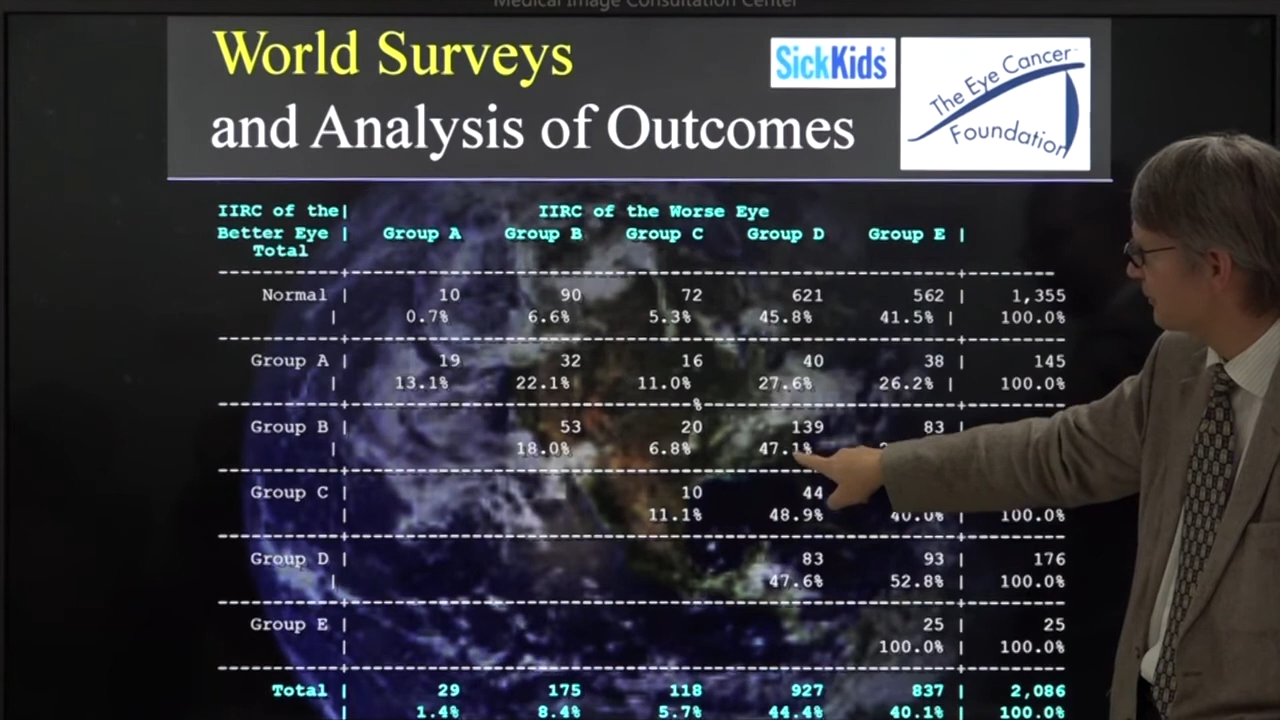 Medical Image Consultation Center
World Surveys
and Analysis of Outcomes
SickKids
The Eye Cancer
Foundation
IIRC of the| IIRC of the Worse Eye
Better Eye | Group A Group B Group C Group D Group E |
Total
Normal | 10 90 72 621 562 | 1,355
| 0.7% 6.6% 5.3% 45.8% 41.5% | 100.0%
Group A | 19 32 16 40 38 | 145
| 13.1% 22.1% 11.0% 27.6% 26.2% | 100.0%
%
Group B | 53 20 139 83
| 18.0% 6.8% 47.1%
Group C | 10 44
| 11.1% 48.9% 40.0% | 100.0%
Group D | 83 93 | 176
| 47.6% 52.8% | 100.0%
Group E | 25 | 25
| 100.0% | 100.0%
Total | 29 175 118 927 837 | 2,086
| 1.4% 8.4% 5.7% 44.4% 40.1% | 100.0%